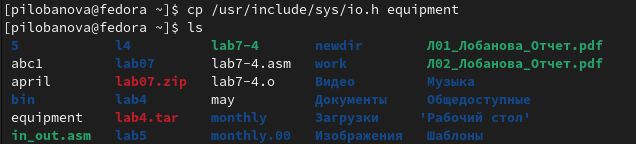 [pilobanova@fedora ~]$ cp /usr/include/sys/io.h equipment
[pilobanova@fedora ~]$ ls
5 l4 lab7-4 newdir Л01_Лобанова_Отчет.pdf
abc1 lab07 lab7-4.asm work Л02_Лобанова_Отчет.pdf
april lab07.zip lab7-4.o Видео Музыка
bin lab4 may Документы Общедоступные
equipment lab4.tar monthly Загрузки 'Рабочий стол'
in_out.asm lab5 monthly.00 Изображения Шаблоны